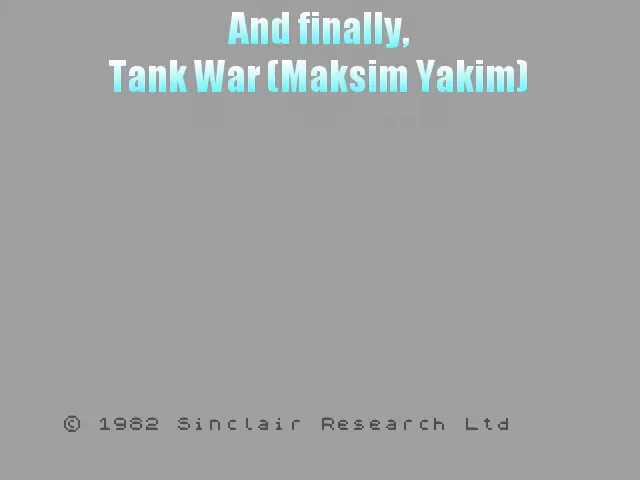 And finally,
Tank War (Maksim Yakim)
© 1982 Sinclair Research Ltd